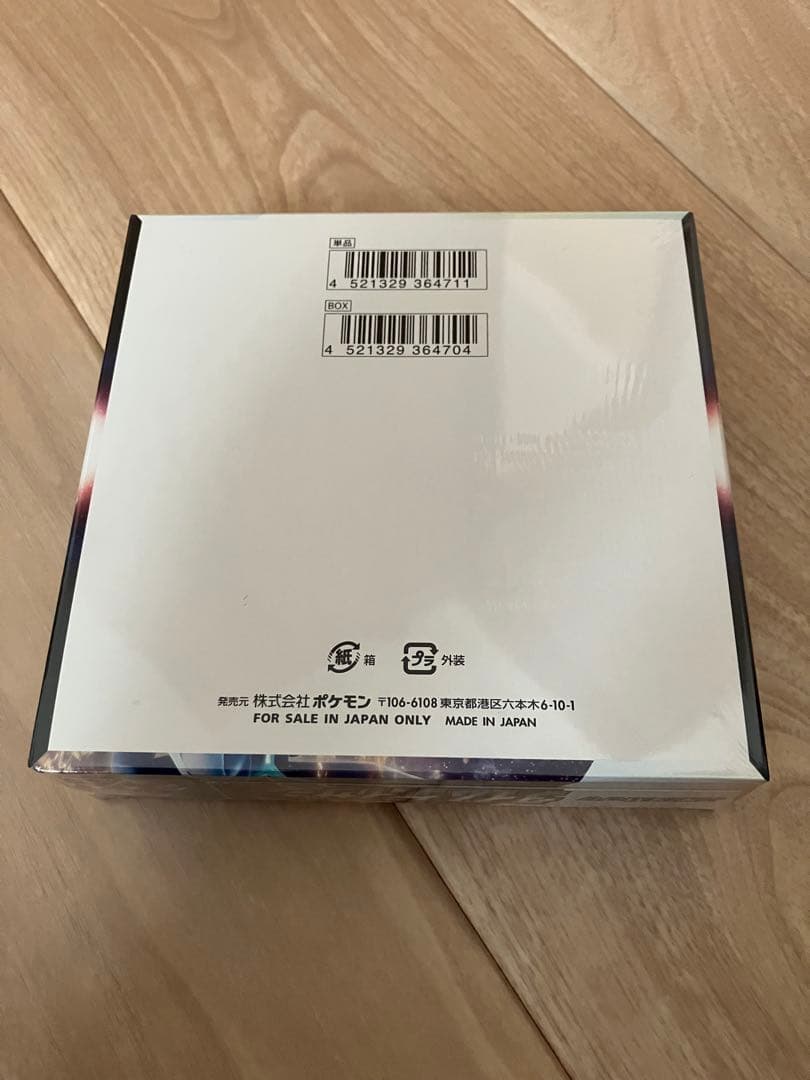 単品
4 521329 364711
BOX
4 521329 364704
紙 箱 プラ 外装
発売元 株式会社 ポケモン 〒106-6108 東京都港区六本木6-10-1
FOR SALE IN JAPAN ONLY MADE IN JAPAN